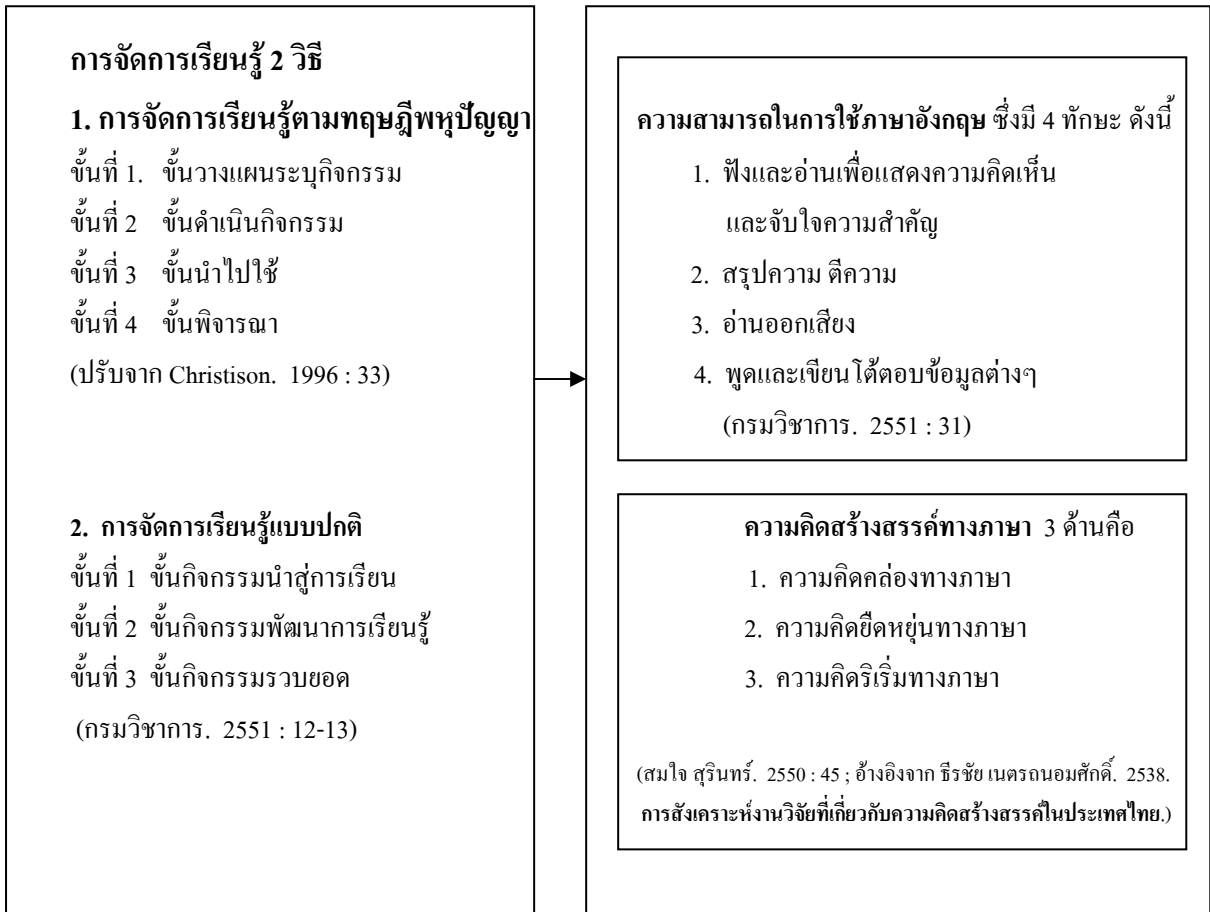 การจัดการเรียนรู้ 2 วิธี
1. การจัดการเรียนรู้ตามทฤษฎีพหุปัญญา
ขั้นที่ 1. ขั้นวางแผนระบุกิจกรรม
ขั้นที่ 2 ขั้นดำเนินกิจกรรม
ขั้นที่ 3 ขั้นนำไปใช้
ขั้นที่ 4 ขั้นพิจารณา
(ปรับจาก Christison. 1996 : 33)
2. การจัดการเรียนรู้แบบปกติ
ขั้นที่ 1 ขั้นกิจกรรมนำสู่การเรียน
ขั้นที่ 2 ขั้นกิจกรรมพัฒนาการเรียนรู้
ขั้นที่ 3 ขั้นกิจกรรมรวบยอด
(กรมวิชาการ. 2551 : 12-13)
ความสามารถในการใช้ภาษาอังกฤษ ซึ่งมี 4 ทักษะ ดังนี้
1. ฟังและอ่านเพื่อแสดงความคิดเห็น
และจับใจความสำคัญ
2. สรุปความ ตีความ
3. อ่านออกเสียง
4. พูดและเขียนโต้ตอบข้อมูลต่างๆ
(กรมวิชาการ. 2551 : 31)
ความคิดสร้างสรรค์ทางภาษา 3 ด้านคือ
1. ความคิดคล่องทางภาษา
2. ความคิดยืดหยุ่นทางภาษา
3. ความคิดริเริ่มทางภาษา
(สมใจ สุรินทร์. 2550 : 45 ; อ้างอิงจาก ธีรชัย เนตรถนอมศักดิ์. 2538.
การสังเคราะห์งานวิจัยที่เกี่ยวกับความคิดสร้างสรรค์ในประเทศไทย.)